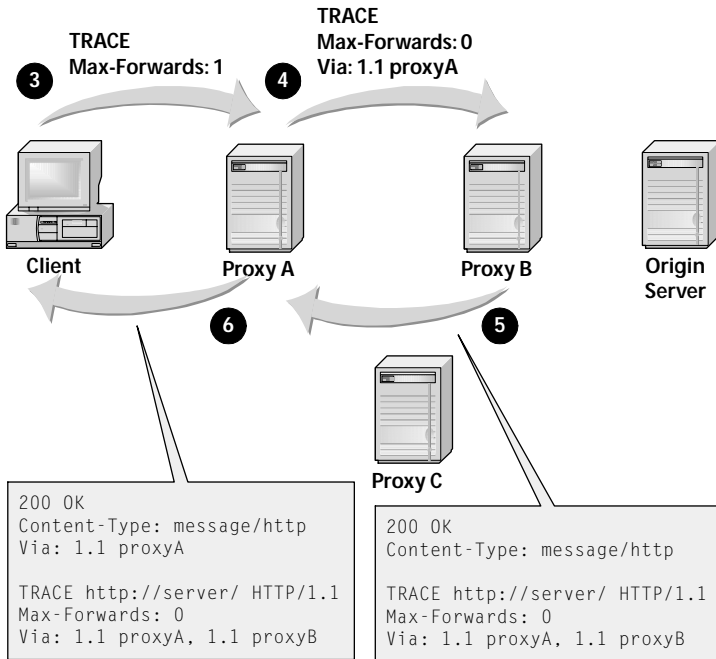 3
TRACE
Max-Forwards: 1
4
TRACE
Max-Forwards: 0
Via: 1.1 proxyA
Client
Proxy A
Proxy B
Origin
Server
6
5
Proxy C
200 OK
Content-Type: message/http
Via: 1.1 proxyA
TRACE http://server/ HTTP/1.1
Max-Forwards: 0
Via: 1.1 proxyA, 1.1 proxyB
200 OK
Content-Type: message/http
TRACE http://server/ HTTP/1.1
Max-Forwards: 0
Via: 1.1 proxyA, 1.1 proxyB